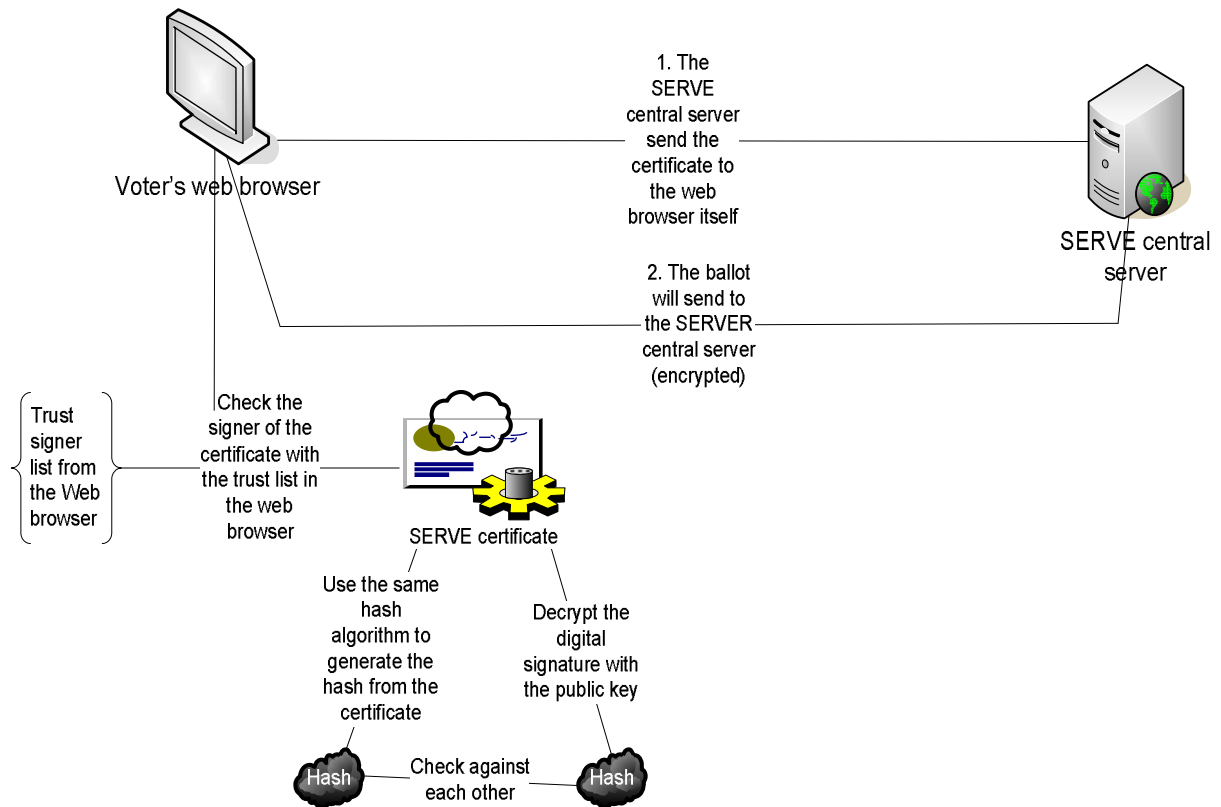 1. The
SERVE
central server
send the
certificate to
the web
browser itself
Voter's web browser
SERVE central
server
2. The ballot
will send to
the SERVER
central server
(encrypted)
Trust
signer
list from
the Web
browser
Check the
signer of the
certificate with
the trust list in
the web
browser
SERVE certificate
Use the same
hash
algorithm to
generate the
hash from the
certificate
Decrypt the
digital
signature with
the public key
Hash
Check against
each other
Hash